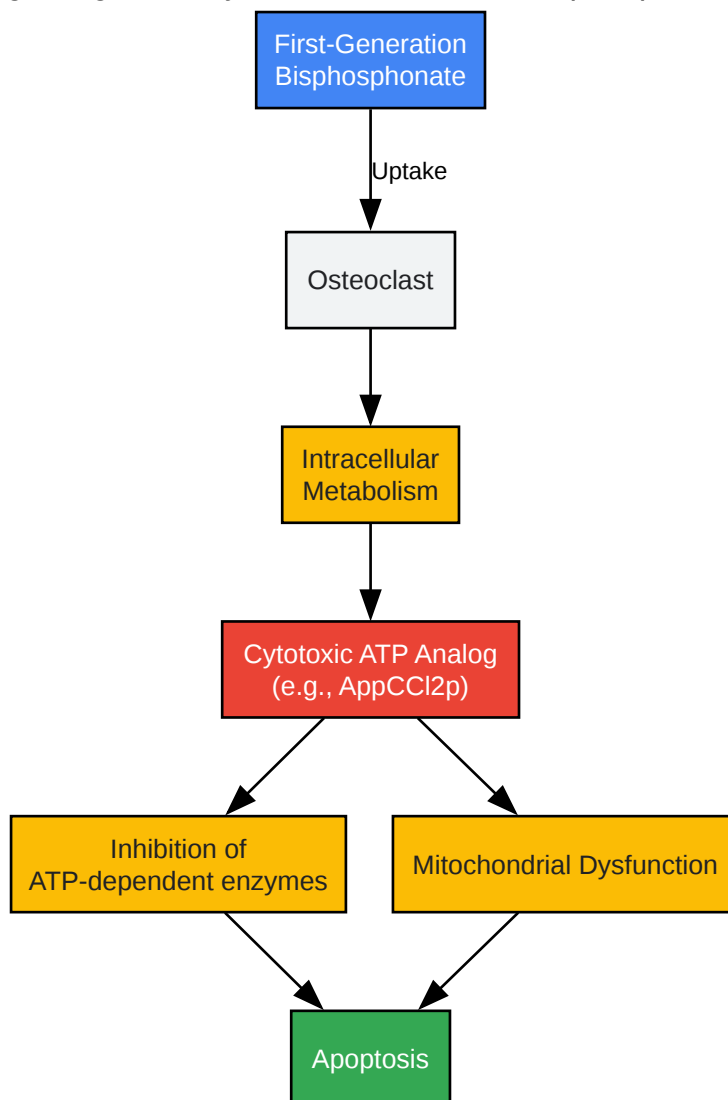 First-Generation
Bisphosphonate
Uptake
Osteoclast
Intracellular
Metabolism
Cytotoxic ATP Analog
(e.g., AppCCl2p)
Inhibition of
ATP-dependent enzymes
Mitochondrial Dysfunction
Apoptosis